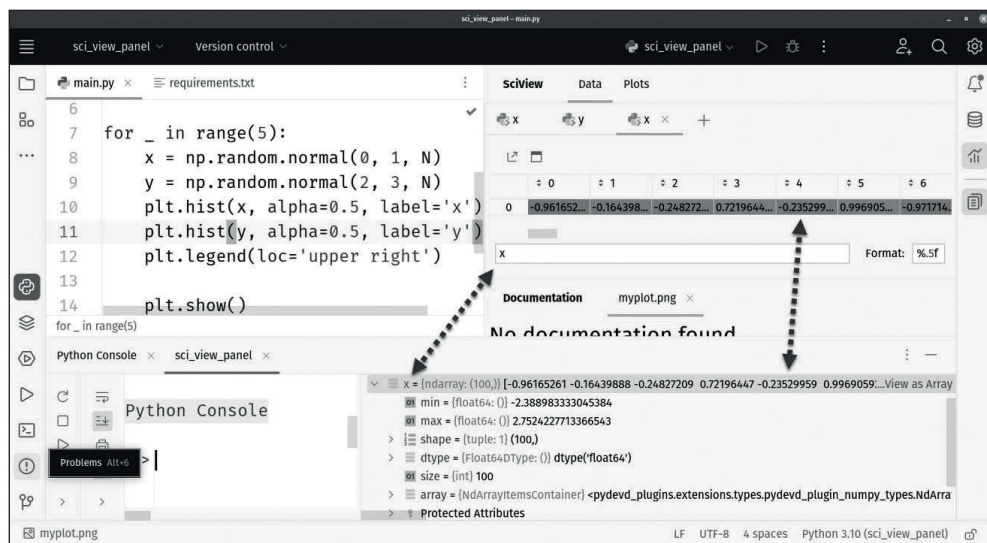 sci_view_panel – main.py
sci_view_panel
Version control
sci_view_panel
main.py
requirements.txt
6
7 for _ in range(5):
8 x = np.random.normal(0, 1, N)
9 y = np.random.normal(2, 3, N)
10 plt.hist(x, alpha=0.5, label='x')
11 plt.hist(y, alpha=0.5, label='y')
12 plt.legend(loc='upper right')
13
14 plt.show()
for _ in range(5)
SciView Data Plots
x y x
0 1 2 3 4 5 6
0 -0.961652... -0.164398... -0.248272... 0.7219644... -0.235299... 0.996905... -0.971714.
x Format: %.5f
Documentation myplot.png
No documentation found
Python Console sci_view_panel
Python Console
>
Problems Alt+6
x = {ndarray: (100,)} [-0.96165261 -0.16439888 -0.24827209 0.72196447 -0.23529959 0.9969059:...View as Array
01 min = {float64: ()} -2.388983333045384
01 max = {float64: ()} 2.7524227713366543
shape = {tuple: 1} (100,)
dtype = {Float64DType: ()} dtype('float64')
01 size = {int} 100
array = {NdArrayItemsContainer} <pydevd_plugins.extensions.types.pydevd_plugin_numpy_types.NdArra
Protected Attributes
myplot.png
LF UTF-8 4 spaces Python 3.10 (sci_view_panel)